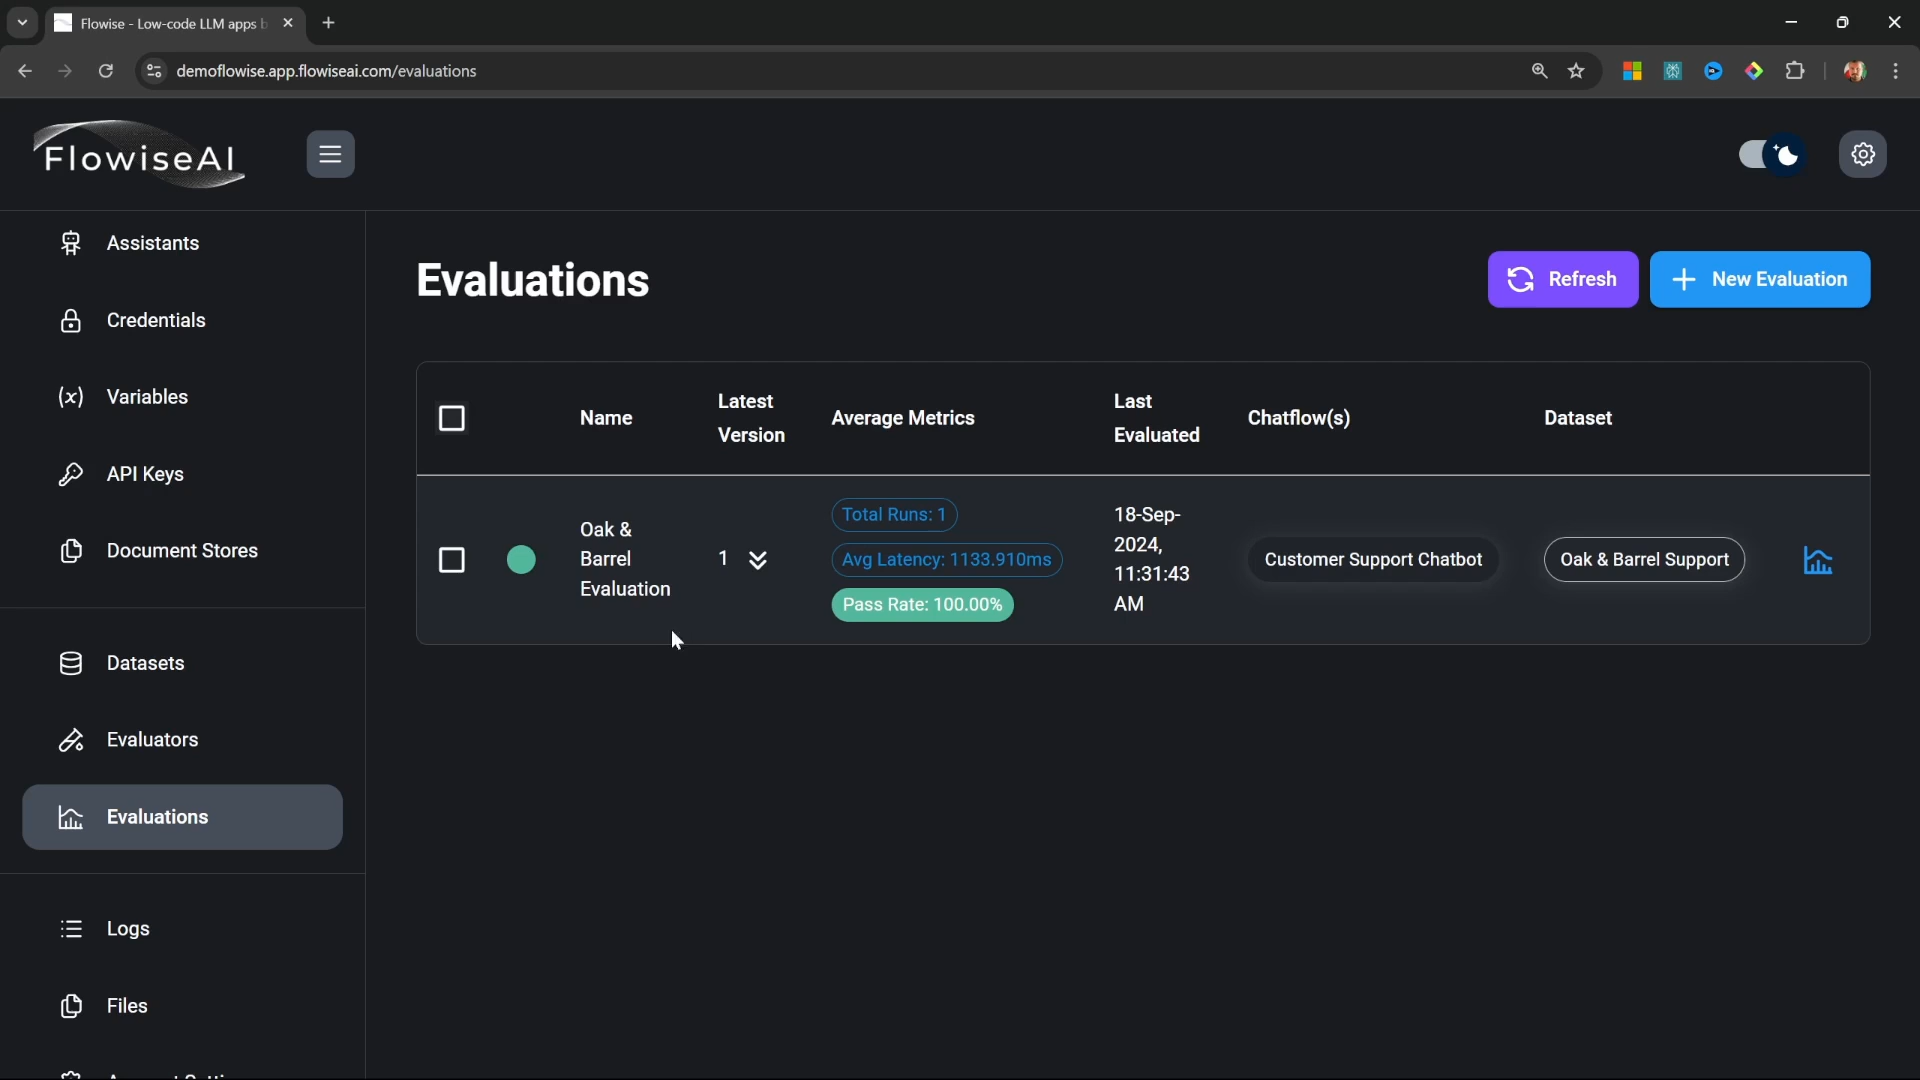 Flowise - Low-code LLM apps b
demoflowise.app.flowiseai.com/evaluations
FlowiseAI
Assistants
Credentials
Variables
API Keys
Document Stores
Datasets
Evaluators
Evaluations
Logs
Files
Evaluations
Refresh
New Evaluation
Name
Latest
Version
Average Metrics
Last
Evaluated
Chatflow(s)
Dataset
Oak &
Barrel
Evaluation
1
Total Runs: 1
Avg Latency: 1133.910ms
Pass Rate: 100.00%
18-Sep-
2024,
11:31:43
AM
Customer Support Chatbot
Oak & Barrel Support